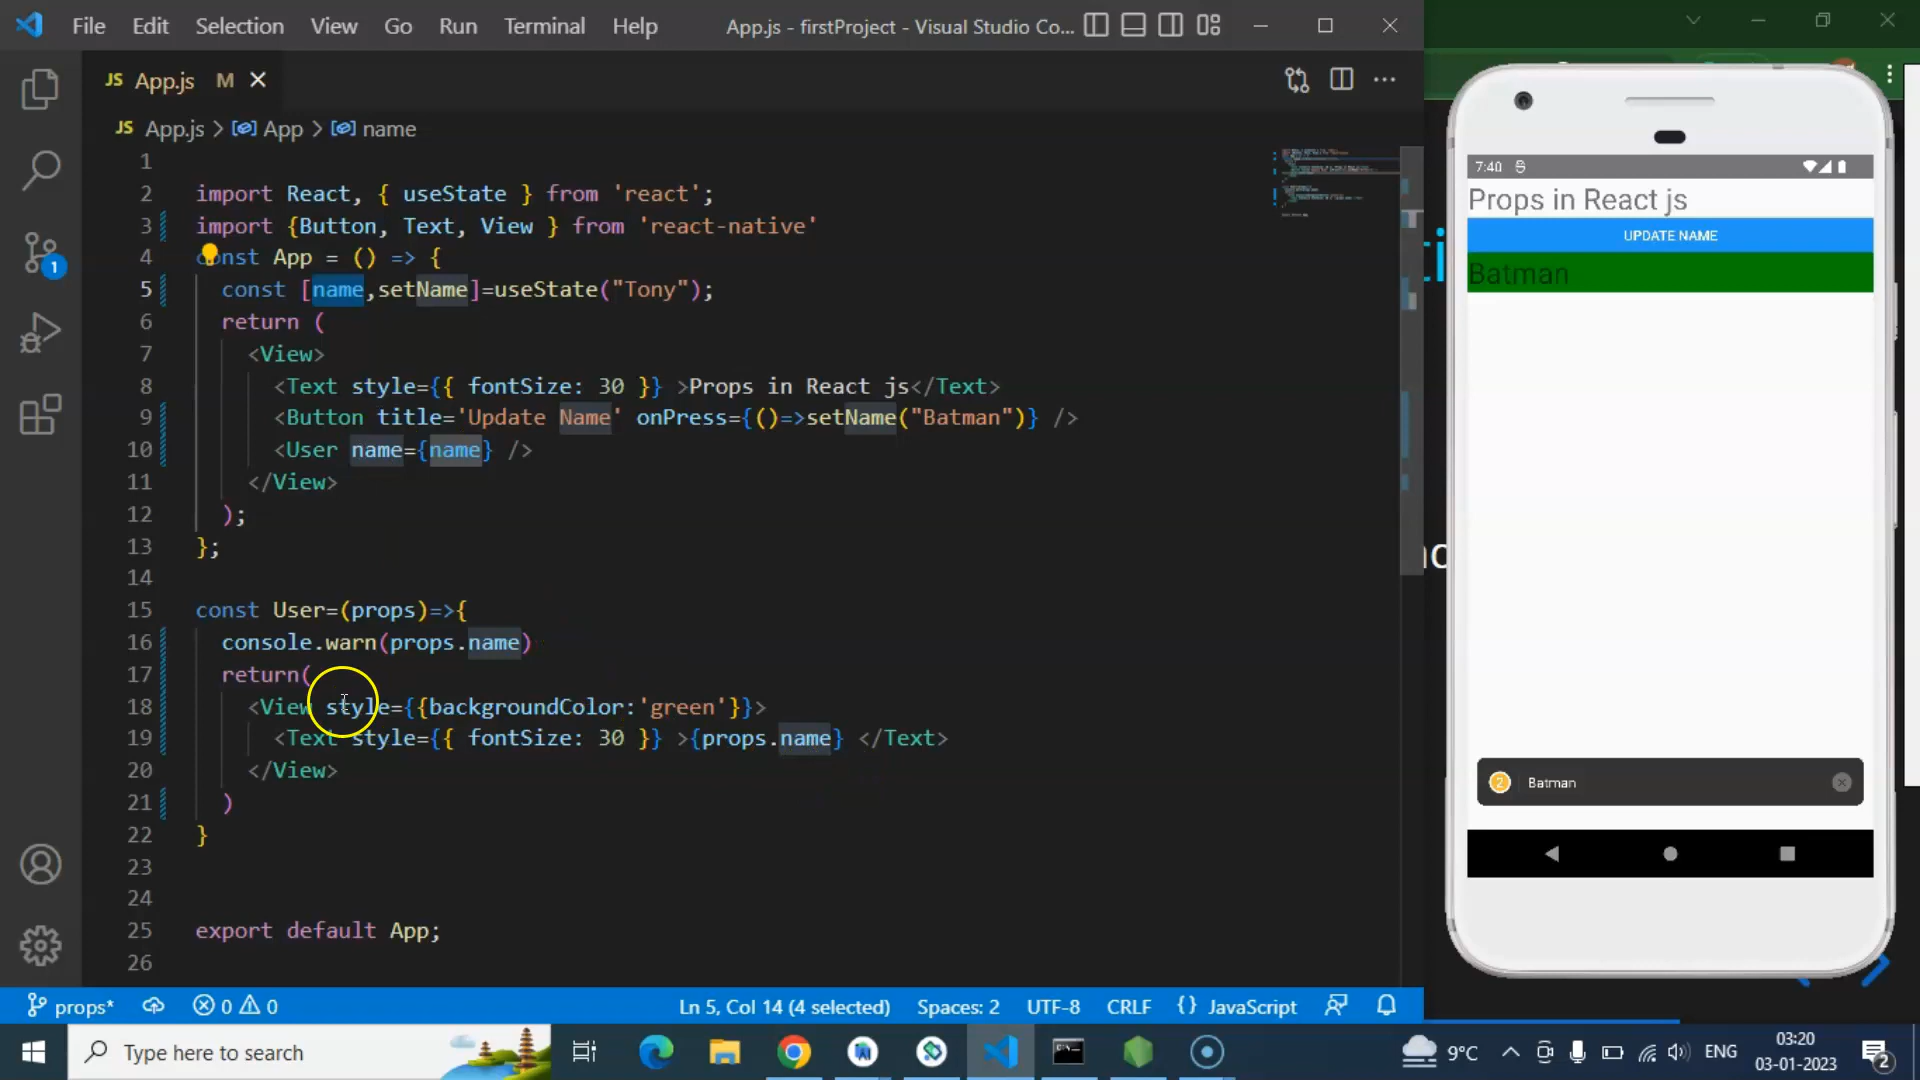 File Edit Selection View Go Run Terminal Help App.js - firstProject - Visual Studio Co...
JS App.js M
JS App.js > App > name
1
2 import React, { useState } from 'react';
3 import {Button, Text, View } from 'react-native'
4 const App = () => {
5 const [name,setName]=useState("Tony");
6 return (
7 <View>
8 <Text style={{ fontSize: 30 }} >Props in React js</Text>
9 <Button title='Update Name' onPress={()=>setName("Batman")} />
10 <User name={name} />
11 </View>
12 );
13 };
14
15 const User=(props)=>{
16 console.warn(props.name)
17 return(
18 <View style={{backgroundColor:'green'}}>
19 <Text style={{ fontSize: 30 }} >{props.name} </Text>
20 </View>
21 )
22 }
23
24
25 export default App;
26
props* 0 0 Ln 5, Col 14 (4 selected) Spaces: 2 UTF-8 CRLF {} JavaScript
7:40
Props in React js
UPDATE NAME
Batman
2 Batman
Type here to search
9°C ENG
03:20
03-01-2023
2
1